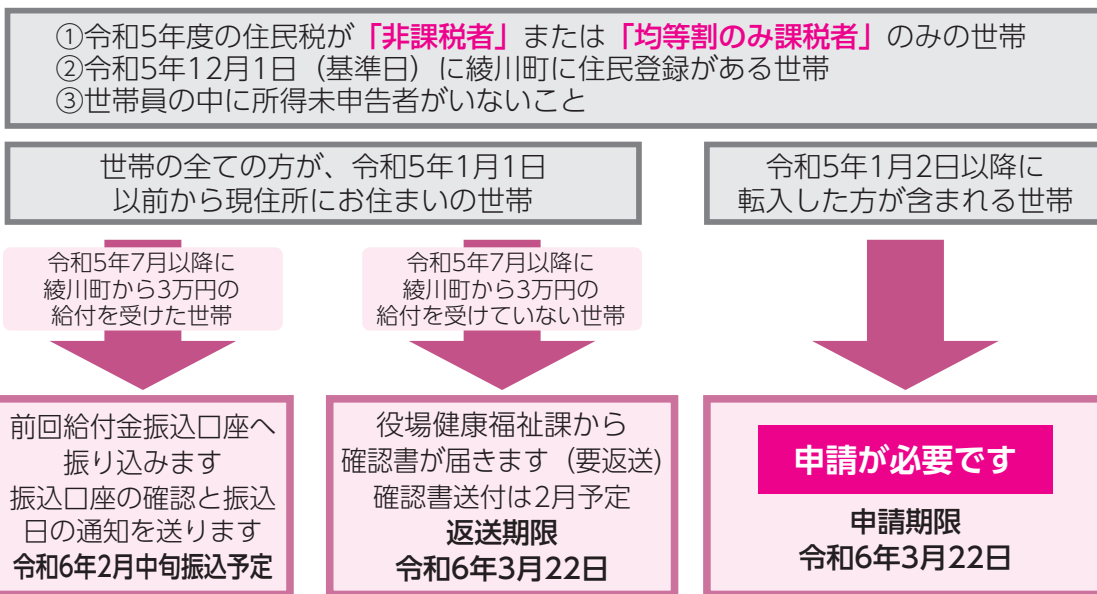 ①令和5年度の住民税が「非課税者」または「均等割のみ課税者」のみの世帯
②令和5年12月1日（基準日）に綾川町に住民登録がある世帯
③世帯員の中に所得未申告者がいないこと
世帯の全ての方が、令和5年1月1日
以前から現住所にお住まいの世帯
令和5年1月2日以降に
転入した方が含まれる世帯
令和5年7月以降に
綾川町から3万円の
給付を受けた世帯
令和5年7月以降に
綾川町から3万円の
給付を受けていない世帯
前回給付金振込口座へ
振り込みます
振込口座の確認と振込
日の通知を送ります
令和6年2月中旬振込予定
役場健康福祉課から
確認書が届きます（要返送)
確認書送付は2月予定
返送期限
令和6年3月22日
申請が必要です
申請期限
令和6年3月22日